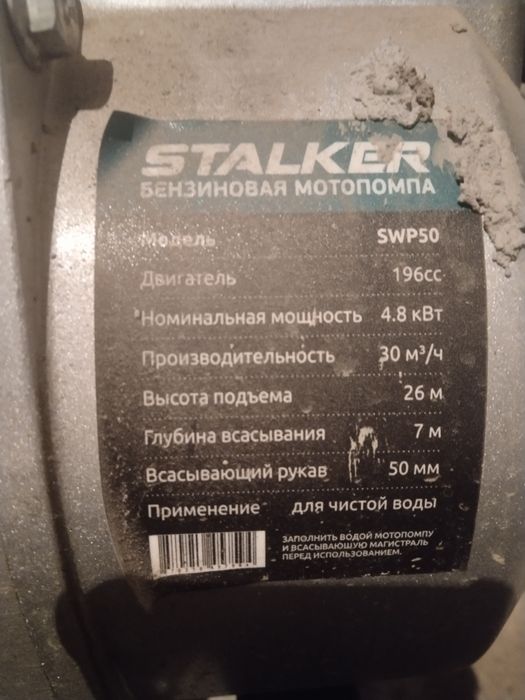 STALKER
БЕНЗИНОВАЯ МОТОПОМПА
Модель SWP50
Двигатель 196cc
Номинальная мощность 4.8 кВт
Производительность 30 м³/ч
Высота подъема 26 м
Глубина всасывания 7 м
Всасывающий рукав 50 мм
Применение для чистой воды
ЗАПОЛНИТЬ ВОДОЙ МОТОПОМПУ
И ВСАСЫВАЮШУЮ МАГИСТРАЛЬ
ПЕРЕД ИСПОЛЬЗОВАНИЕМ.